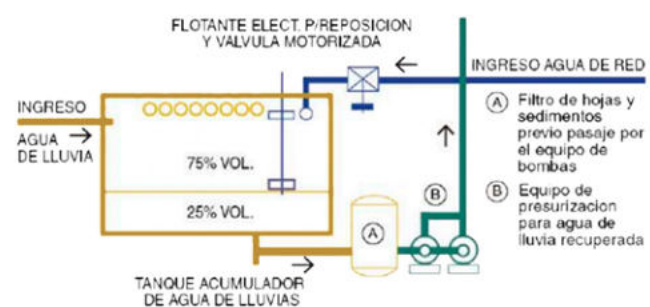 FLOTANTE ELECT. P/REPOSICION
Y VALVULA MOTORIZADA
INGRESO AGUA DE RED
INGRESO
AGUA
DE LLUVIA
75% VOL.
25% VOL.
A
B
TANQUE ACUMULADOR
DE AGUA DE LLUVIAS
A Filtro de hojas y
sedimentos
previo pasaje por
el equipo de
bombas
B Equipo de
presurizacion
para agua de
lluvia recuperada